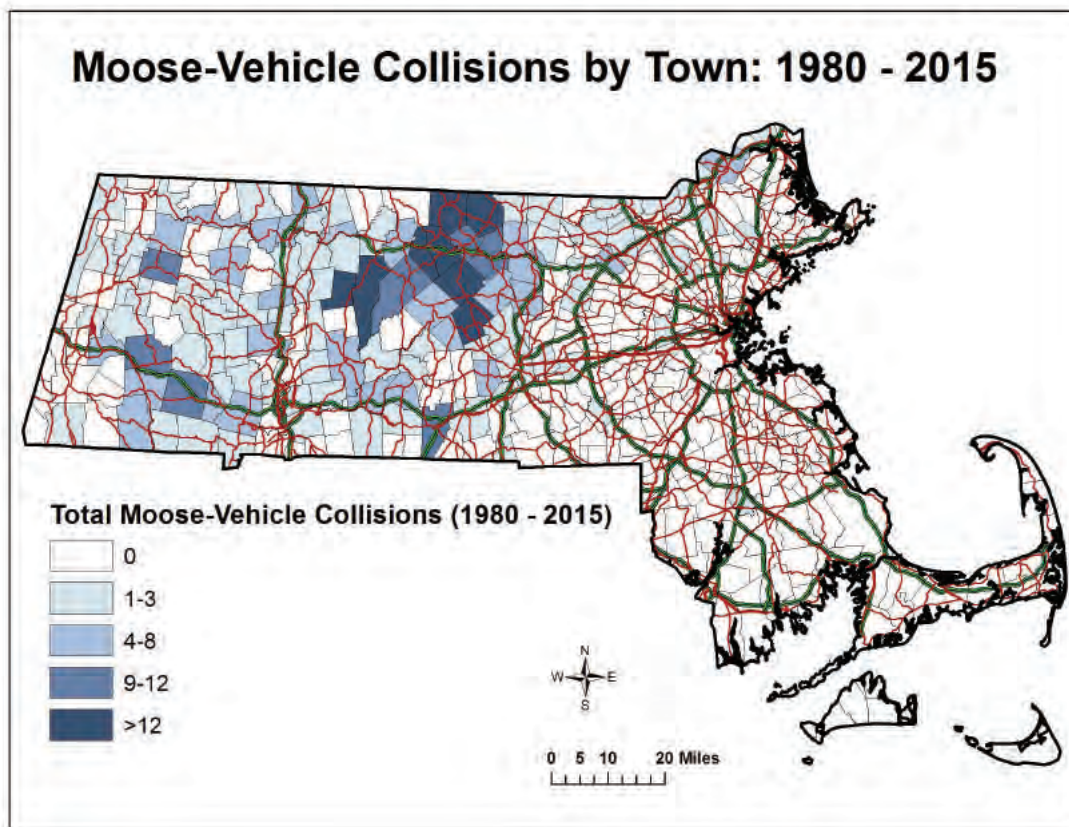 Moose-Vehicle Collisions by Town: 1980 - 2015
Total Moose-Vehicle Collisions (1980 - 2015)
0
1-3
4-8
9-12
>12
N
W E
S
0 5 10 20 Miles